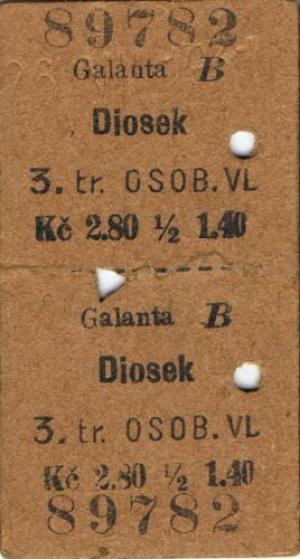 89782
Galanta B
Diosek
3. tr. OSOB. VL
Kč 2.80 ½ 1.40
Galanta B
Diosek
3. tr. OSOB. VL
Kč 2.80 ½ 1.40
89782